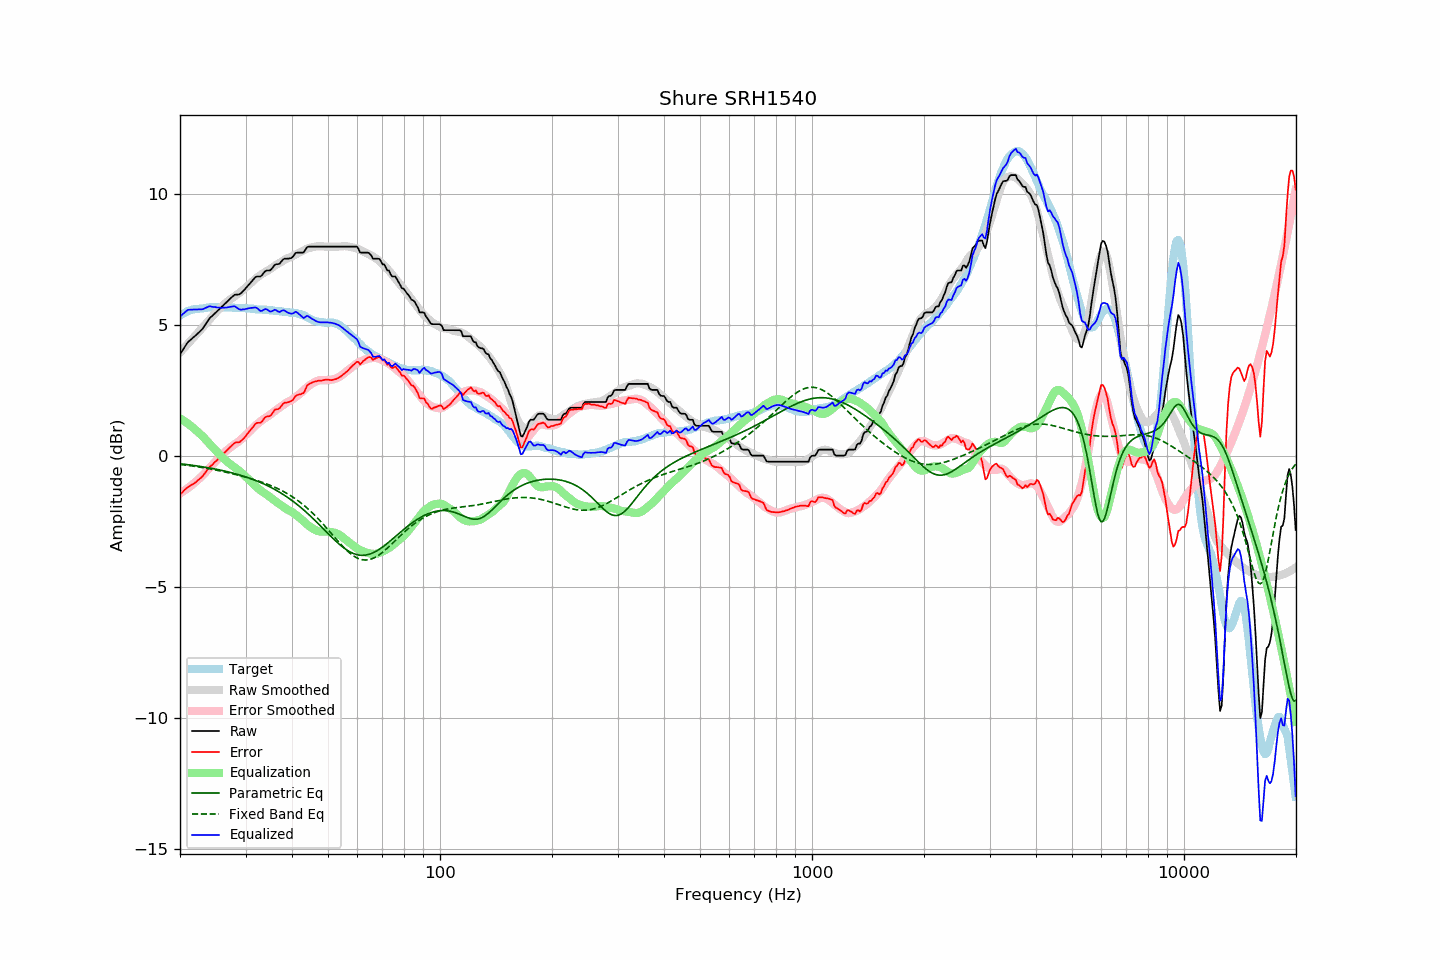 Shure SRH1540
Amplitude (dBr)
10
5
0
−5
−10
−15
Target
Raw Smoothed
Error Smoothed
Raw
Error
Equalization
Parametric Eq
Fixed Band Eq
Equalized
100
1000
10000
Frequency (Hz)